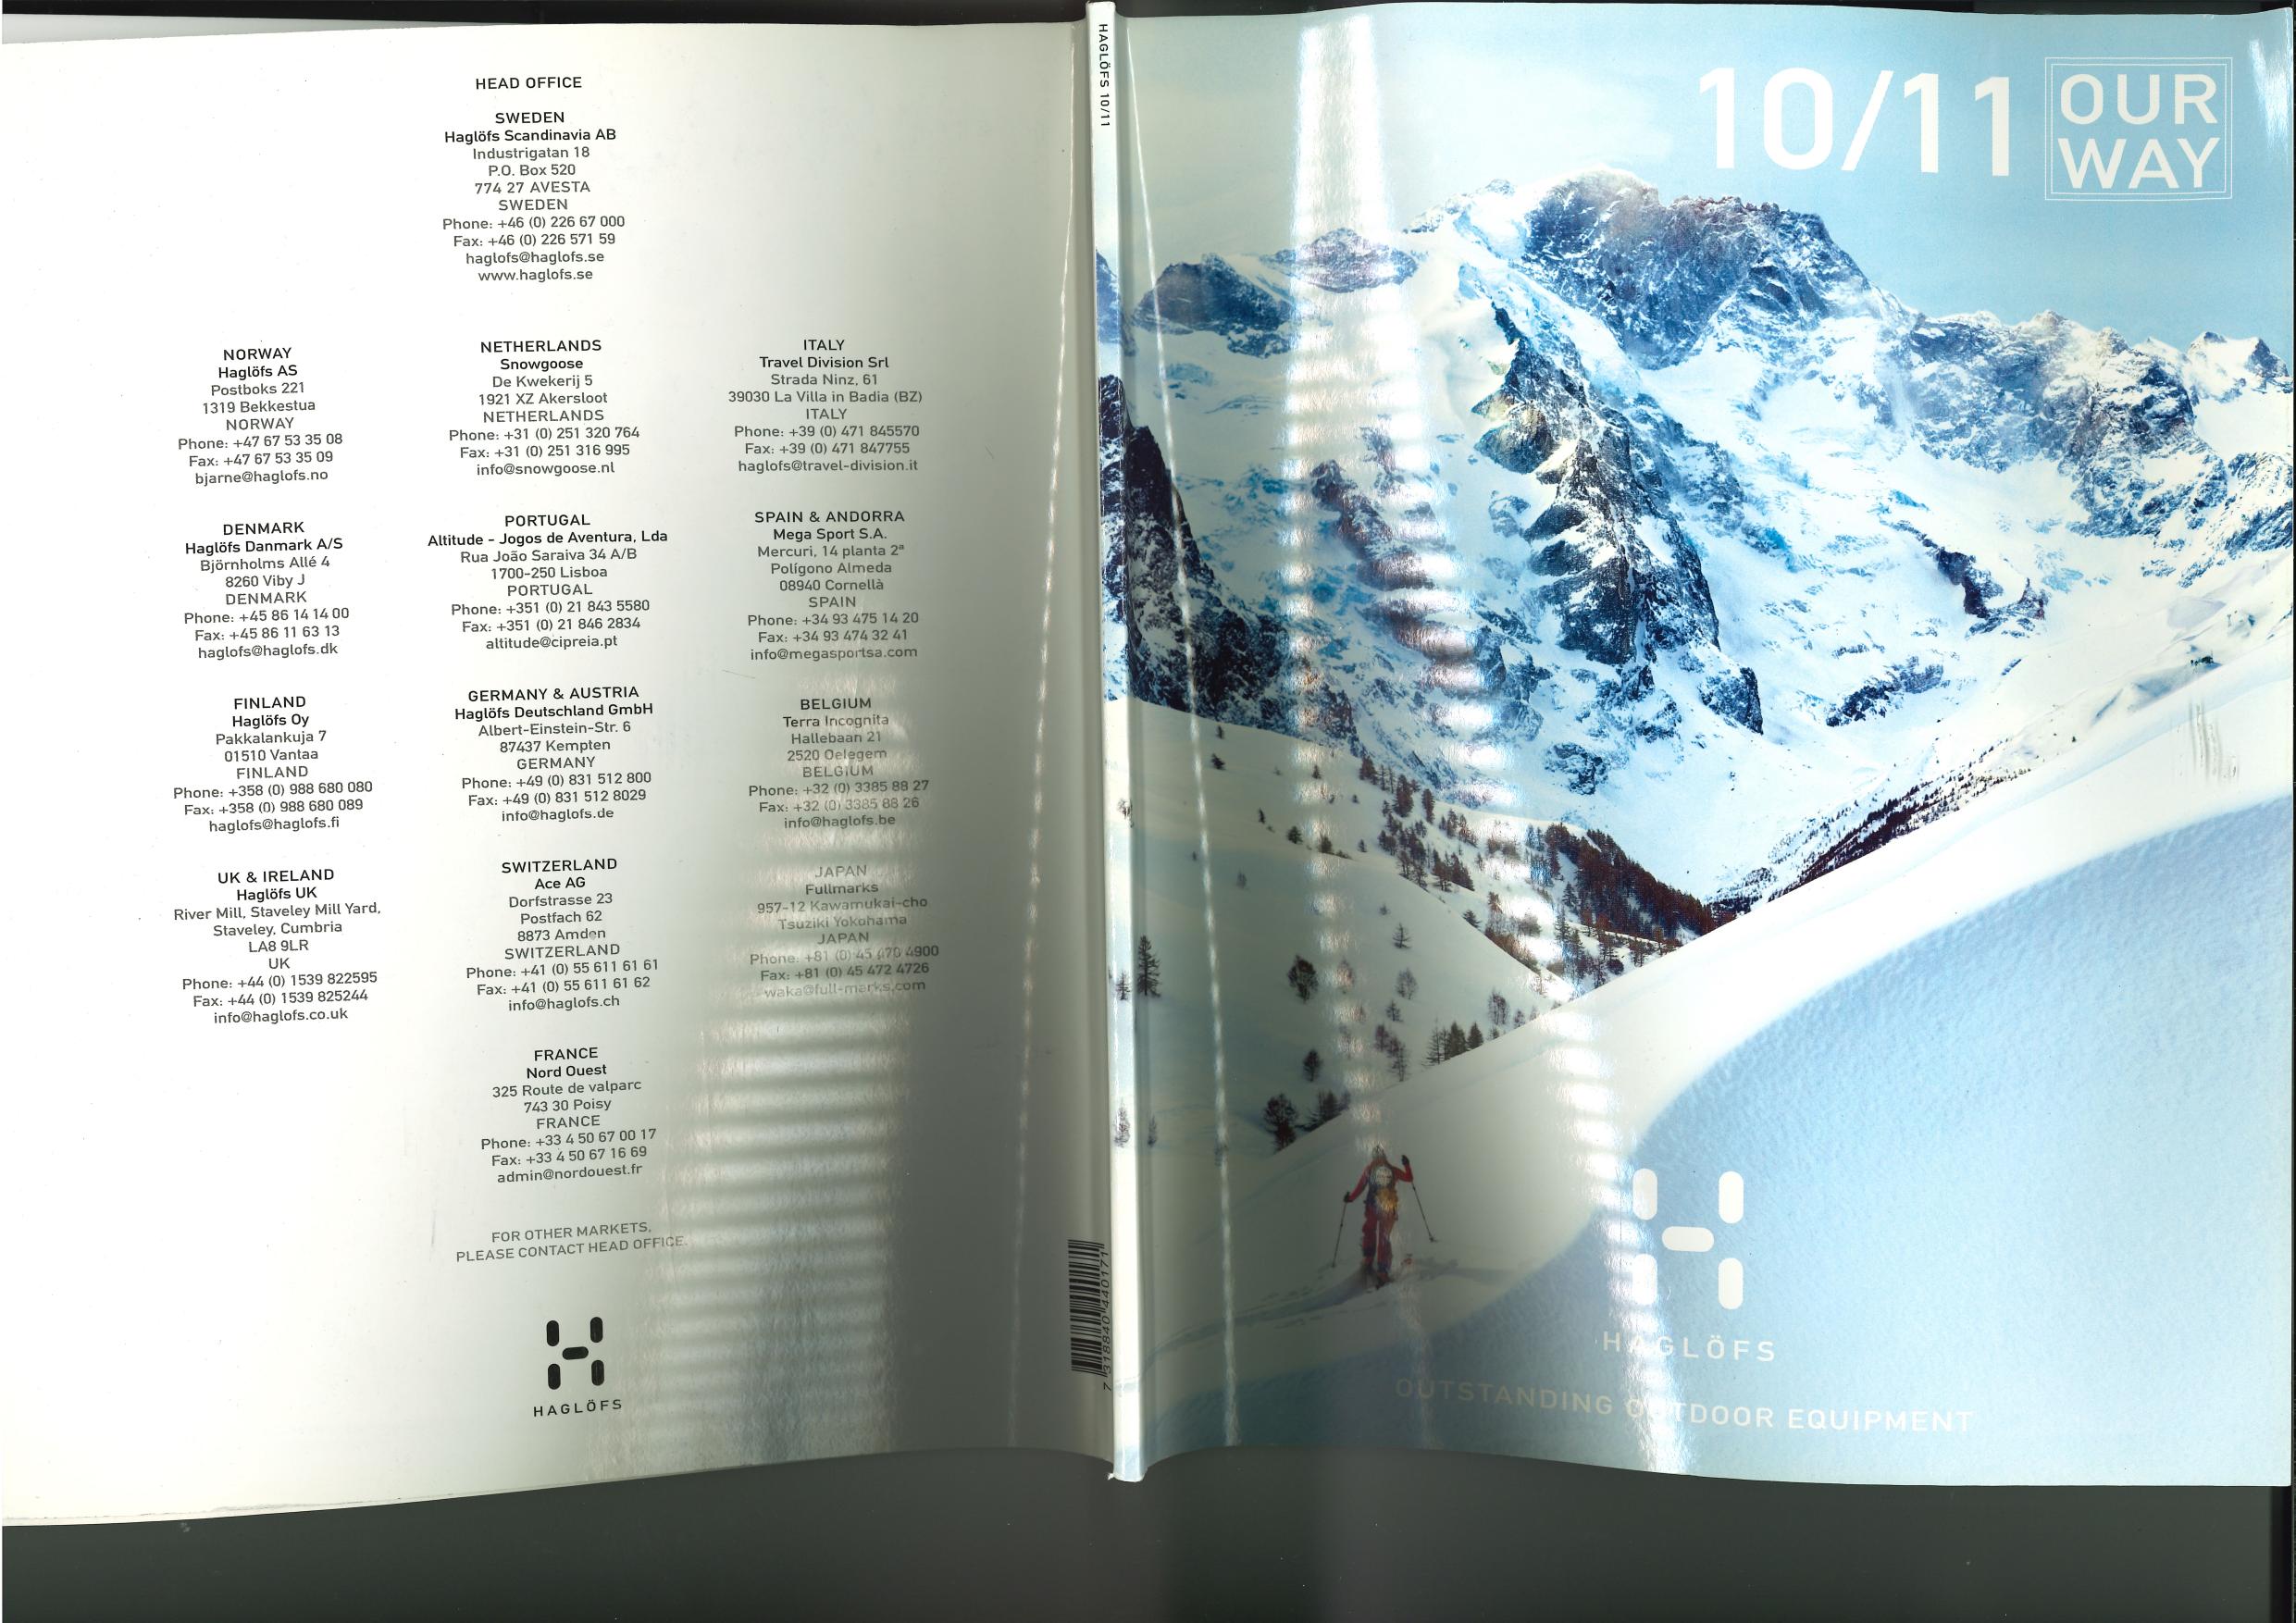 HEAD OFFICE
SWEDEN
Haglöfs Scandinavia AB
Industrigatan 18
P.O. Box 520
774 27 AVESTA
SWEDEN
Phone: +46 (0) 226 67 000
Fax: +46 (0) 226 571 59
haglofs@haglofs.se
www.haglofs.se
NORWAY
Haglöfs AS
Postboks 221
1319 Bekkestua
NORWAY
Phone: +47 67 53 35 08
Fax: +47 67 53 35 09
bjarne@haglofs.no
DENMARK
Haglöfs Danmark A/S
Björnholms Allé 4
8260 Viby J
DENMARK
Phone: +45 86 14 14 00
Fax: +45 86 11 63 13
haglofs@haglofs.dk
FINLAND
Haglöfs Oy
Pakkalankuja 7
01510 Vantaa
FINLAND
Phone: +358 (0) 988 680 080
Fax: +358 (0) 988 680 089
haglofs@haglofs.fi
UK & IRELAND
Haglöfs UK
River Mill, Staveley Mill Yard,
Staveley, Cumbria
LA8 9LR
UK
Phone: +44 (0) 1539 822595
Fax: +44 (0) 1539 825244
info@haglofs.co.uk
NETHERLANDS
Snowgoose
De Kwekerij 5
1921 XZ Akersloot
NETHERLANDS
Phone: +31 (0) 251 320 764
Fax: +31 (0) 251 316 995
info@snowgoose.nl
PORTUGAL
Altitude - Jogos de Aventura, Lda
Rua João Saraiva 34 A/B
1700-250 Lisboa
PORTUGAL
Phone: +351 (0) 21 843 5580
Fax: +351 (0) 21 846 2834
altitude@cipreia.pt
GERMANY & AUSTRIA
Haglöfs Deutschland GmbH
Albert-Einstein-Str. 6
87437 Kempten
GERMANY
Phone: +49 (0) 831 512 800
Fax: +49 (0) 831 512 8029
info@haglofs.de
SWITZERLAND
Ace AG
Dorfstrasse 23
Postfach 62
8873 Amden
SWITZERLAND
Phone: +41 (0) 55 611 61 61
Fax: +41 (0) 55 611 61 62
info@haglofs.ch
FRANCE
Nord Ouest
325 Route de valparc
743 30 Poisy
FRANCE
Phone: +33 4 50 67 00 17
Fax: +33 4 50 67 16 69
admin@nordouest.fr
ITALY
Travel Division Srl
Strada Ninz, 61
39030 La Villa in Badia (BZ)
ITALY
Phone: +39 (0) 471 845570
Fax: +39 (0) 471 847755
haglofs@travel-division.it
SPAIN & ANDORRA
Mega Sport S.A.
Mercuri, 14 planta 2ª
Polígono Almeda
08940 Cornellà
SPAIN
Phone: +34 93 475 14 20
Fax: +34 93 474 32 41
info@megasportsa.com
BELGIUM
Terra Incognita
Hallebaan 21
2520 Oelegem
BELGIUM
Phone: +32 (0) 3385 88 27
Fax: +32 (0) 3385 88 26
info@haglofs.be
JAPAN
Fullmarks
957-12 Kawamukai-cho
Tsuziki Yokohama
JAPAN
Phone: +81 (0) 45 470 4900
Fax: +81 (0) 45 472 4726
waka@full-marks.com
FOR OTHER MARKETS,
PLEASE CONTACT HEAD OFFICE.
HAGLÖFS
7 318840 440171
HAGLÖFS 10/11
10/11
OUR
WAY
HAGLÖFS
OUTSTANDING OUTDOOR EQUIPMENT